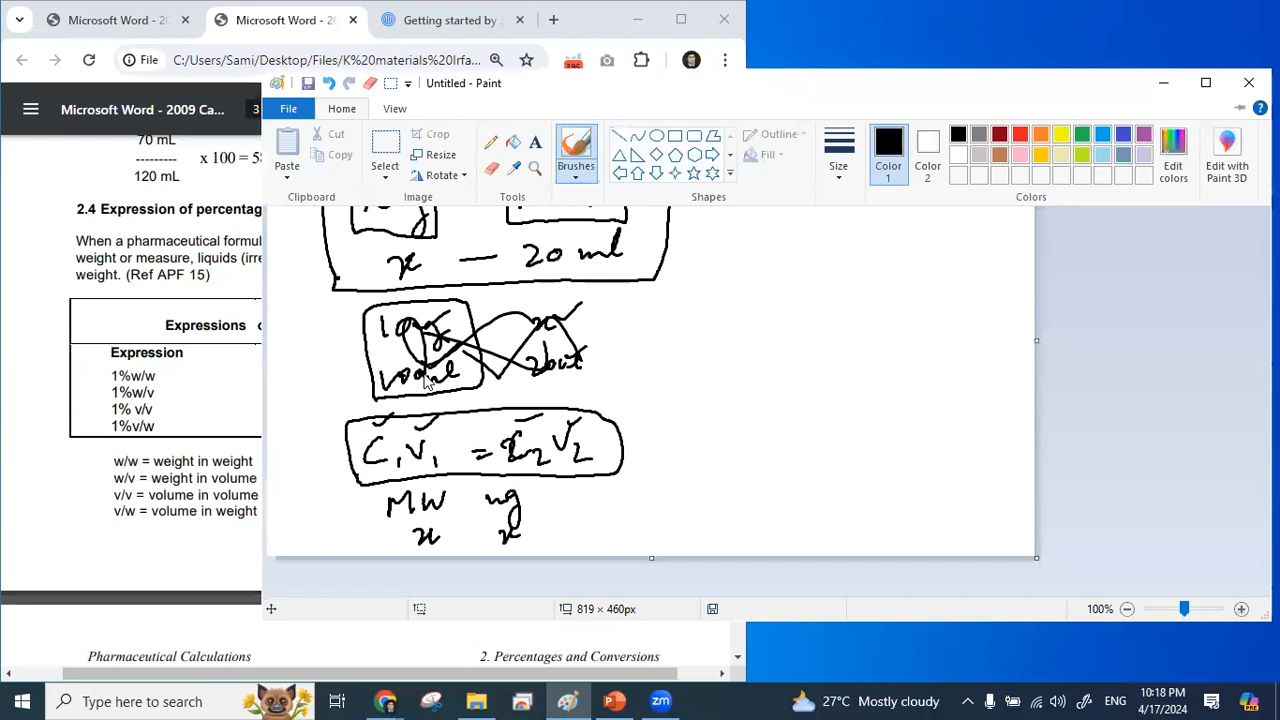 Microsoft Word - 2(
Microsoft Word - 2(
Getting started by
File
C:/Users/Sami/Desktop/Files/K%20materials%20Irfa...
Microsoft Word - 2009 Ca...
3
70 mL
---------
x 100 = 58
120 mL
2.4 Expression of percentag
When a pharmaceutical formul
weight or measure, liquids (irre
weight. (Ref APF 15)
Expressions o
Expression
1%w/w
1%w/v
1% v/v
1%v/w
w/w = weight in weight
w/v = weight in volume
v/v = volume in volume
v/w = volume in weight
Pharmaceutical Calculations
2. Percentages and Conversions
Untitled - Paint
File
Home
View
Paste
Cut
Copy
Clipboard
Select
Crop
Resize
Rotate
Image
Tools
Brushes
Outline
Fill
Shapes
Size
Color 1
Color 2
Edit colors
Edit with Paint 3D
Colors
x — 20 ml
C₁V₁ = C₂V₂
MW mg
x x
819 × 460px
100%
Type here to search
27°C Mostly cloudy
ENG
10:18 PM
4/17/2024